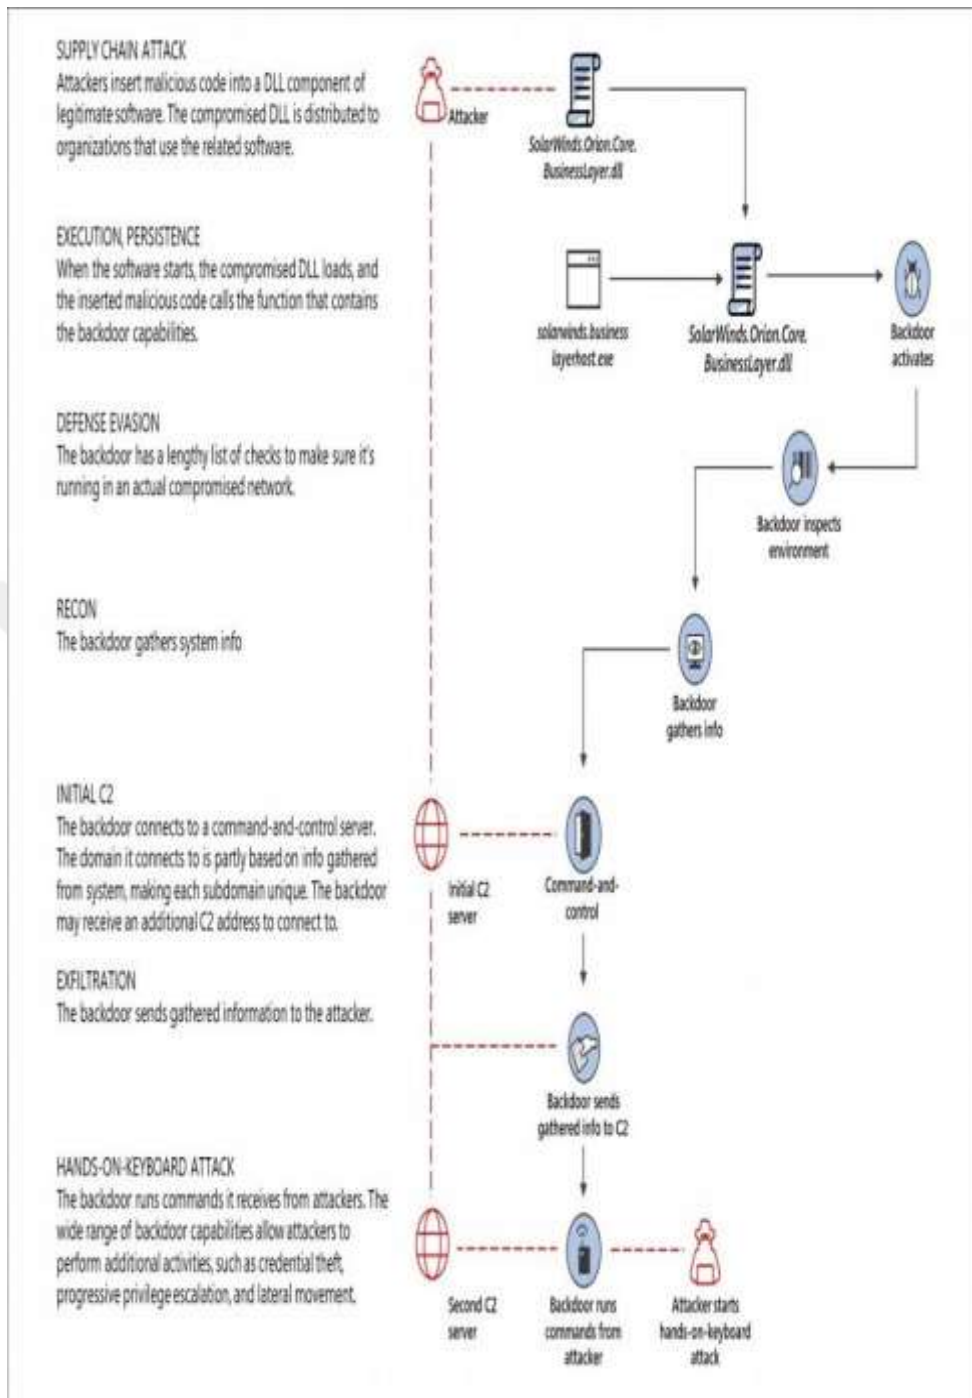 SUPPLY CHAIN ATTACK
Attackers insert malicious code into a DLL component of
legitimate software. The compromised DLL is distributed to
organizations that use the related software.
Attacker
SolarWinds.Orion.Core.
BusinessLayer.dll
EXECUTION, PERSISTENCE
When the software starts, the compromised DLL loads, and
the inserted malicious code calls the function that contains
the backdoor capabilities.
solarwinds.business
layerhost.exe
SolarWinds.Orion.Core.
BusinessLayer.dll
Backdoor
activates
DEFENSE EVASION
The backdoor has a lengthy list of checks to make sure it's
running in an actual compromised network.
Backdoor inspects
environment
RECON
The backdoor gathers system info
Backdoor
gathers info
INITIAL C2
The backdoor connects to a command-and-control server.
The domain it connects to is partly based on info gathered
from system, making each subdomain unique. The backdoor
may receive an additional C2 address to connect to.
Initial C2
server
Command-and-
control
EXFILTRATION
The backdoor sends gathered information to the attacker.
Backdoor sends
gathered info to C2
HANDS-ON-KEYBOARD ATTACK
The backdoor runs commands it receives from attackers. The
wide range of backdoor capabilities allow attackers to
perform additional activities, such as credential theft,
progressive privilege escalation, and lateral movement.
Second C2
server
Backdoor runs
commands from
attacker
Attacker starts
hands-on-keyboard
attack